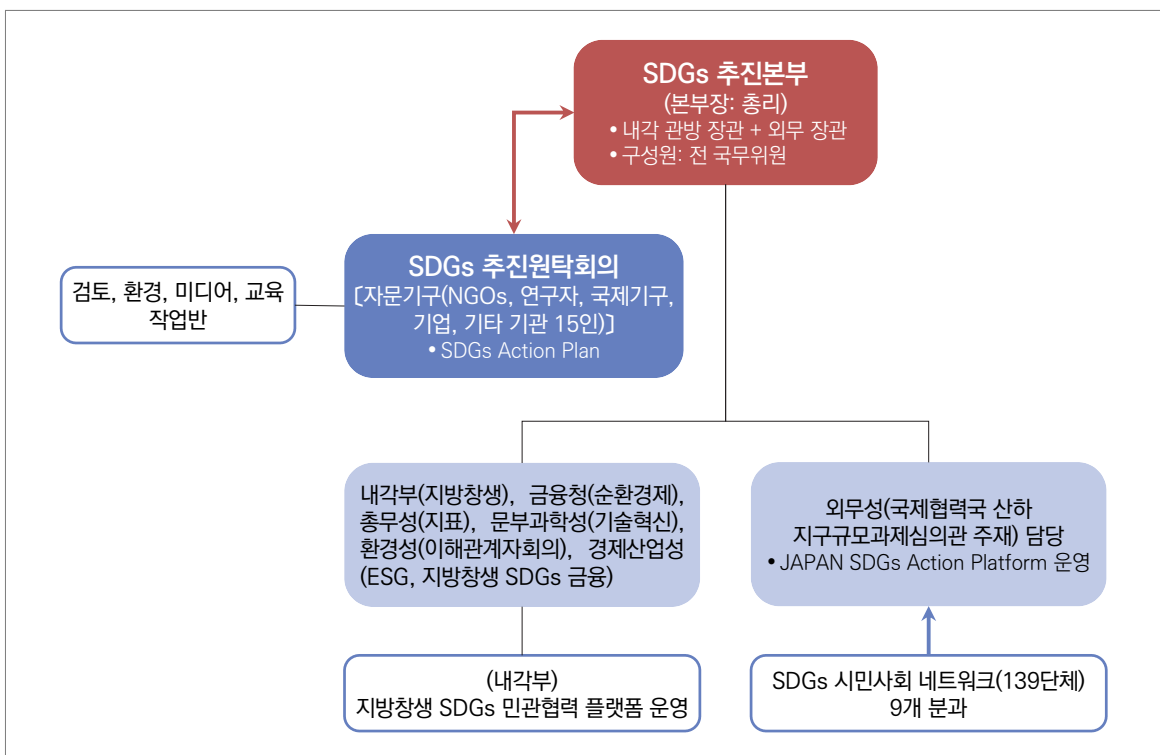 SDGs 추진본부
(본부장: 총리)
• 내각 관방 장관 + 외무 장관
• 구성원: 전 국무위원
SDGs 추진원탁회의
〔자문기구(NGOs, 연구자, 국제기구,
기업, 기타 기관 15인)〕
• SDGs Action Plan
검토, 환경, 미디어, 교육
작업반
내각부(지방창생), 금융청(순환경제),
총무성(지표), 문부과학성(기술혁신),
환경성(이해관계자회의), 경제산업성
(ESG, 지방창생 SDGs 금융)
외무성(국제협력국 산하
지구규모과제심의관 주재) 담당
• JAPAN SDGs Action Platform 운영
(내각부)
지방창생 SDGs 민관협력 플랫폼 운영
SDGs 시민사회 네트워크(139단체)
9개 분과